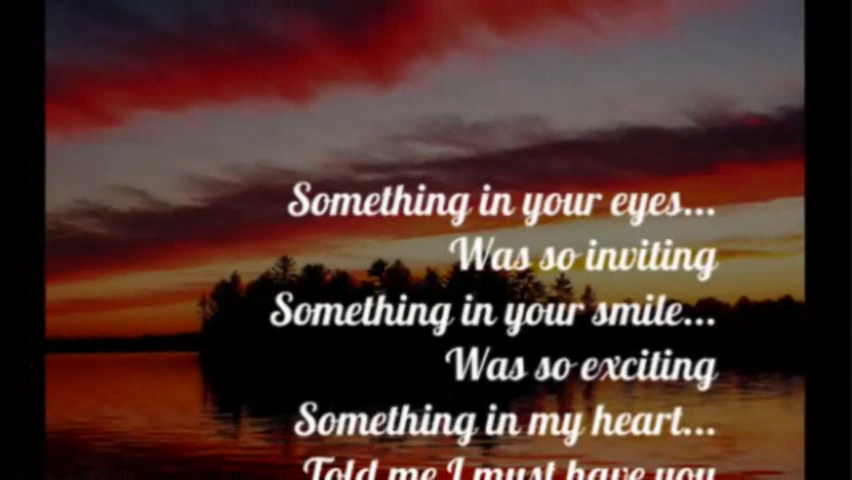 Something in your eyes...
Was so inviting
Something in your smile...
Was so exciting
Something in my heart...
Told me I must have you